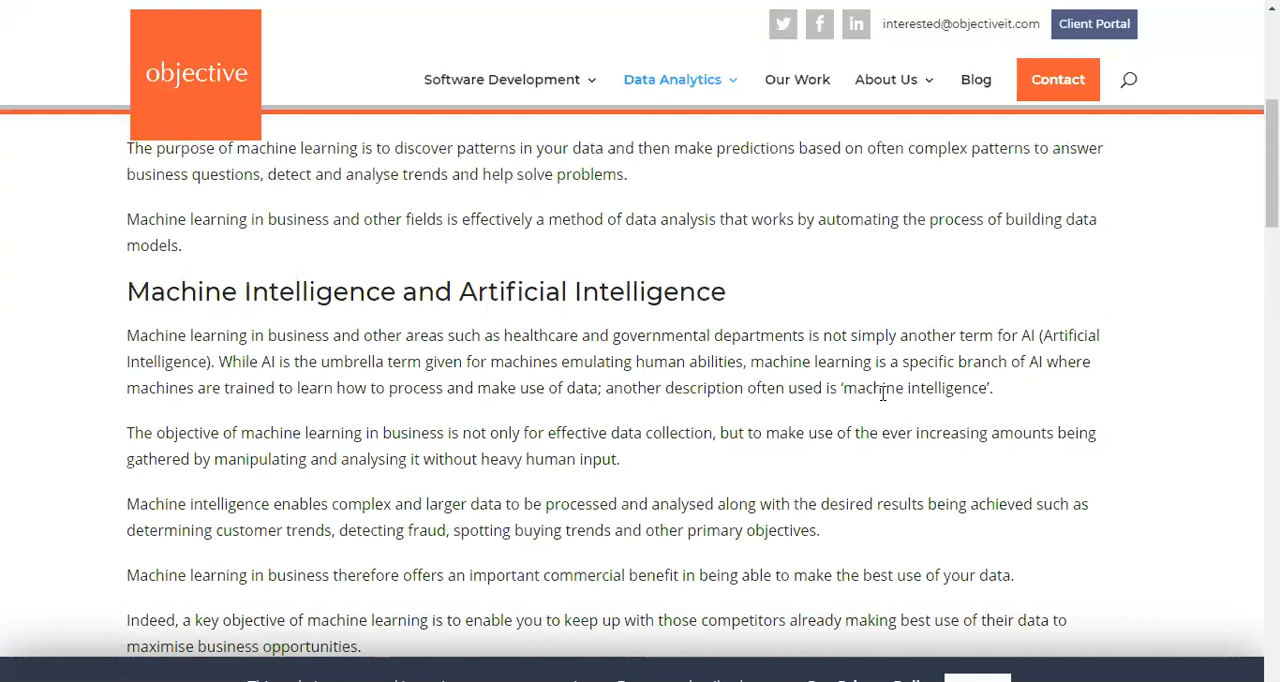 interested@objectiveit.com Client Portal
objective
Software Development Data Analytics Our Work About Us Blog Contact
The purpose of machine learning is to discover patterns in your data and then make predictions based on often complex patterns to answer
business questions, detect and analyse trends and help solve problems.
Machine learning in business and other fields is effectively a method of data analysis that works by automating the process of building data
models.
Machine Intelligence and Artificial Intelligence
Machine learning in business and other areas such as healthcare and governmental departments is not simply another term for AI (Artificial
Intelligence). While AI is the umbrella term given for machines emulating human abilities, machine learning is a specific branch of AI where
machines are trained to learn how to process and make use of data; another description often used is ‘machine intelligence’.
The objective of machine learning in business is not only for effective data collection, but to make use of the ever increasing amounts being
gathered by manipulating and analysing it without heavy human input.
Machine intelligence enables complex and larger data to be processed and analysed along with the desired results being achieved such as
determining customer trends, detecting fraud, spotting buying trends and other primary objectives.
Machine learning in business therefore offers an important commercial benefit in being able to make the best use of your data.
Indeed, a key objective of machine learning is to enable you to keep up with those competitors already making best use of their data to
maximise business opportunities.